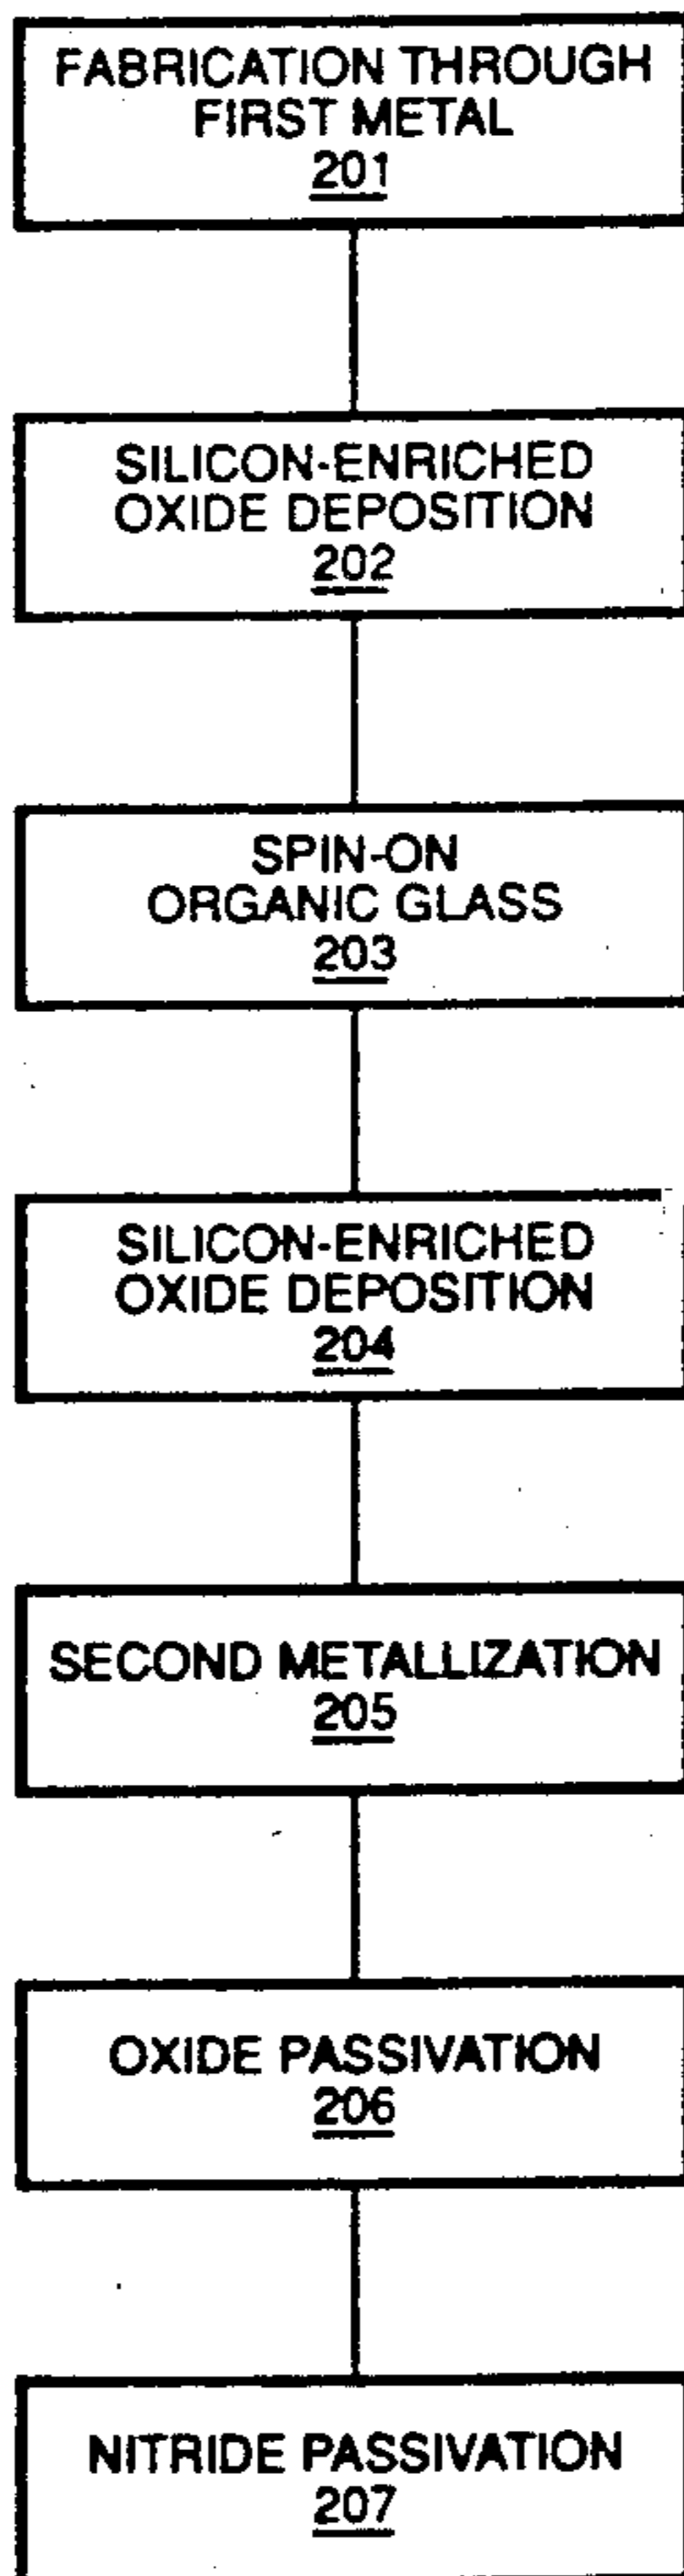 FABRICATION THROUGH
FIRST METAL
201
SILICON-ENRICHED
OXIDE DEPOSITION
202
SPIN-ON
ORGANIC GLASS
203
SILICON-ENRICHED
OXIDE DEPOSITION
204
SECOND METALLIZATION
205
OXIDE PASSIVATION
206
NITRIDE PASSIVATION
207